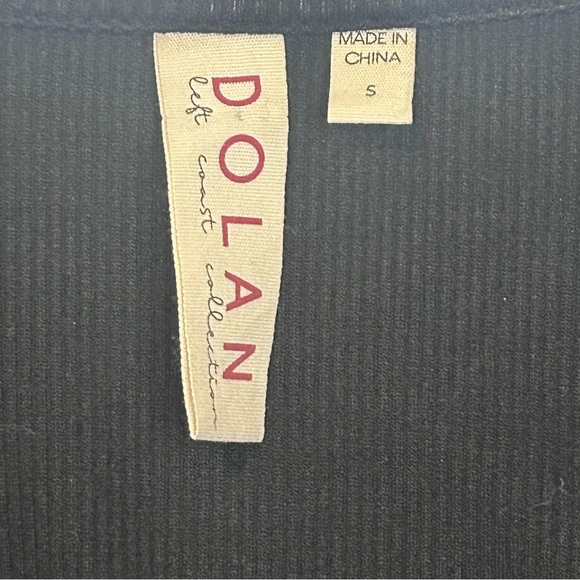 DOLAN
left coast collection
MADE IN
CHINA
S